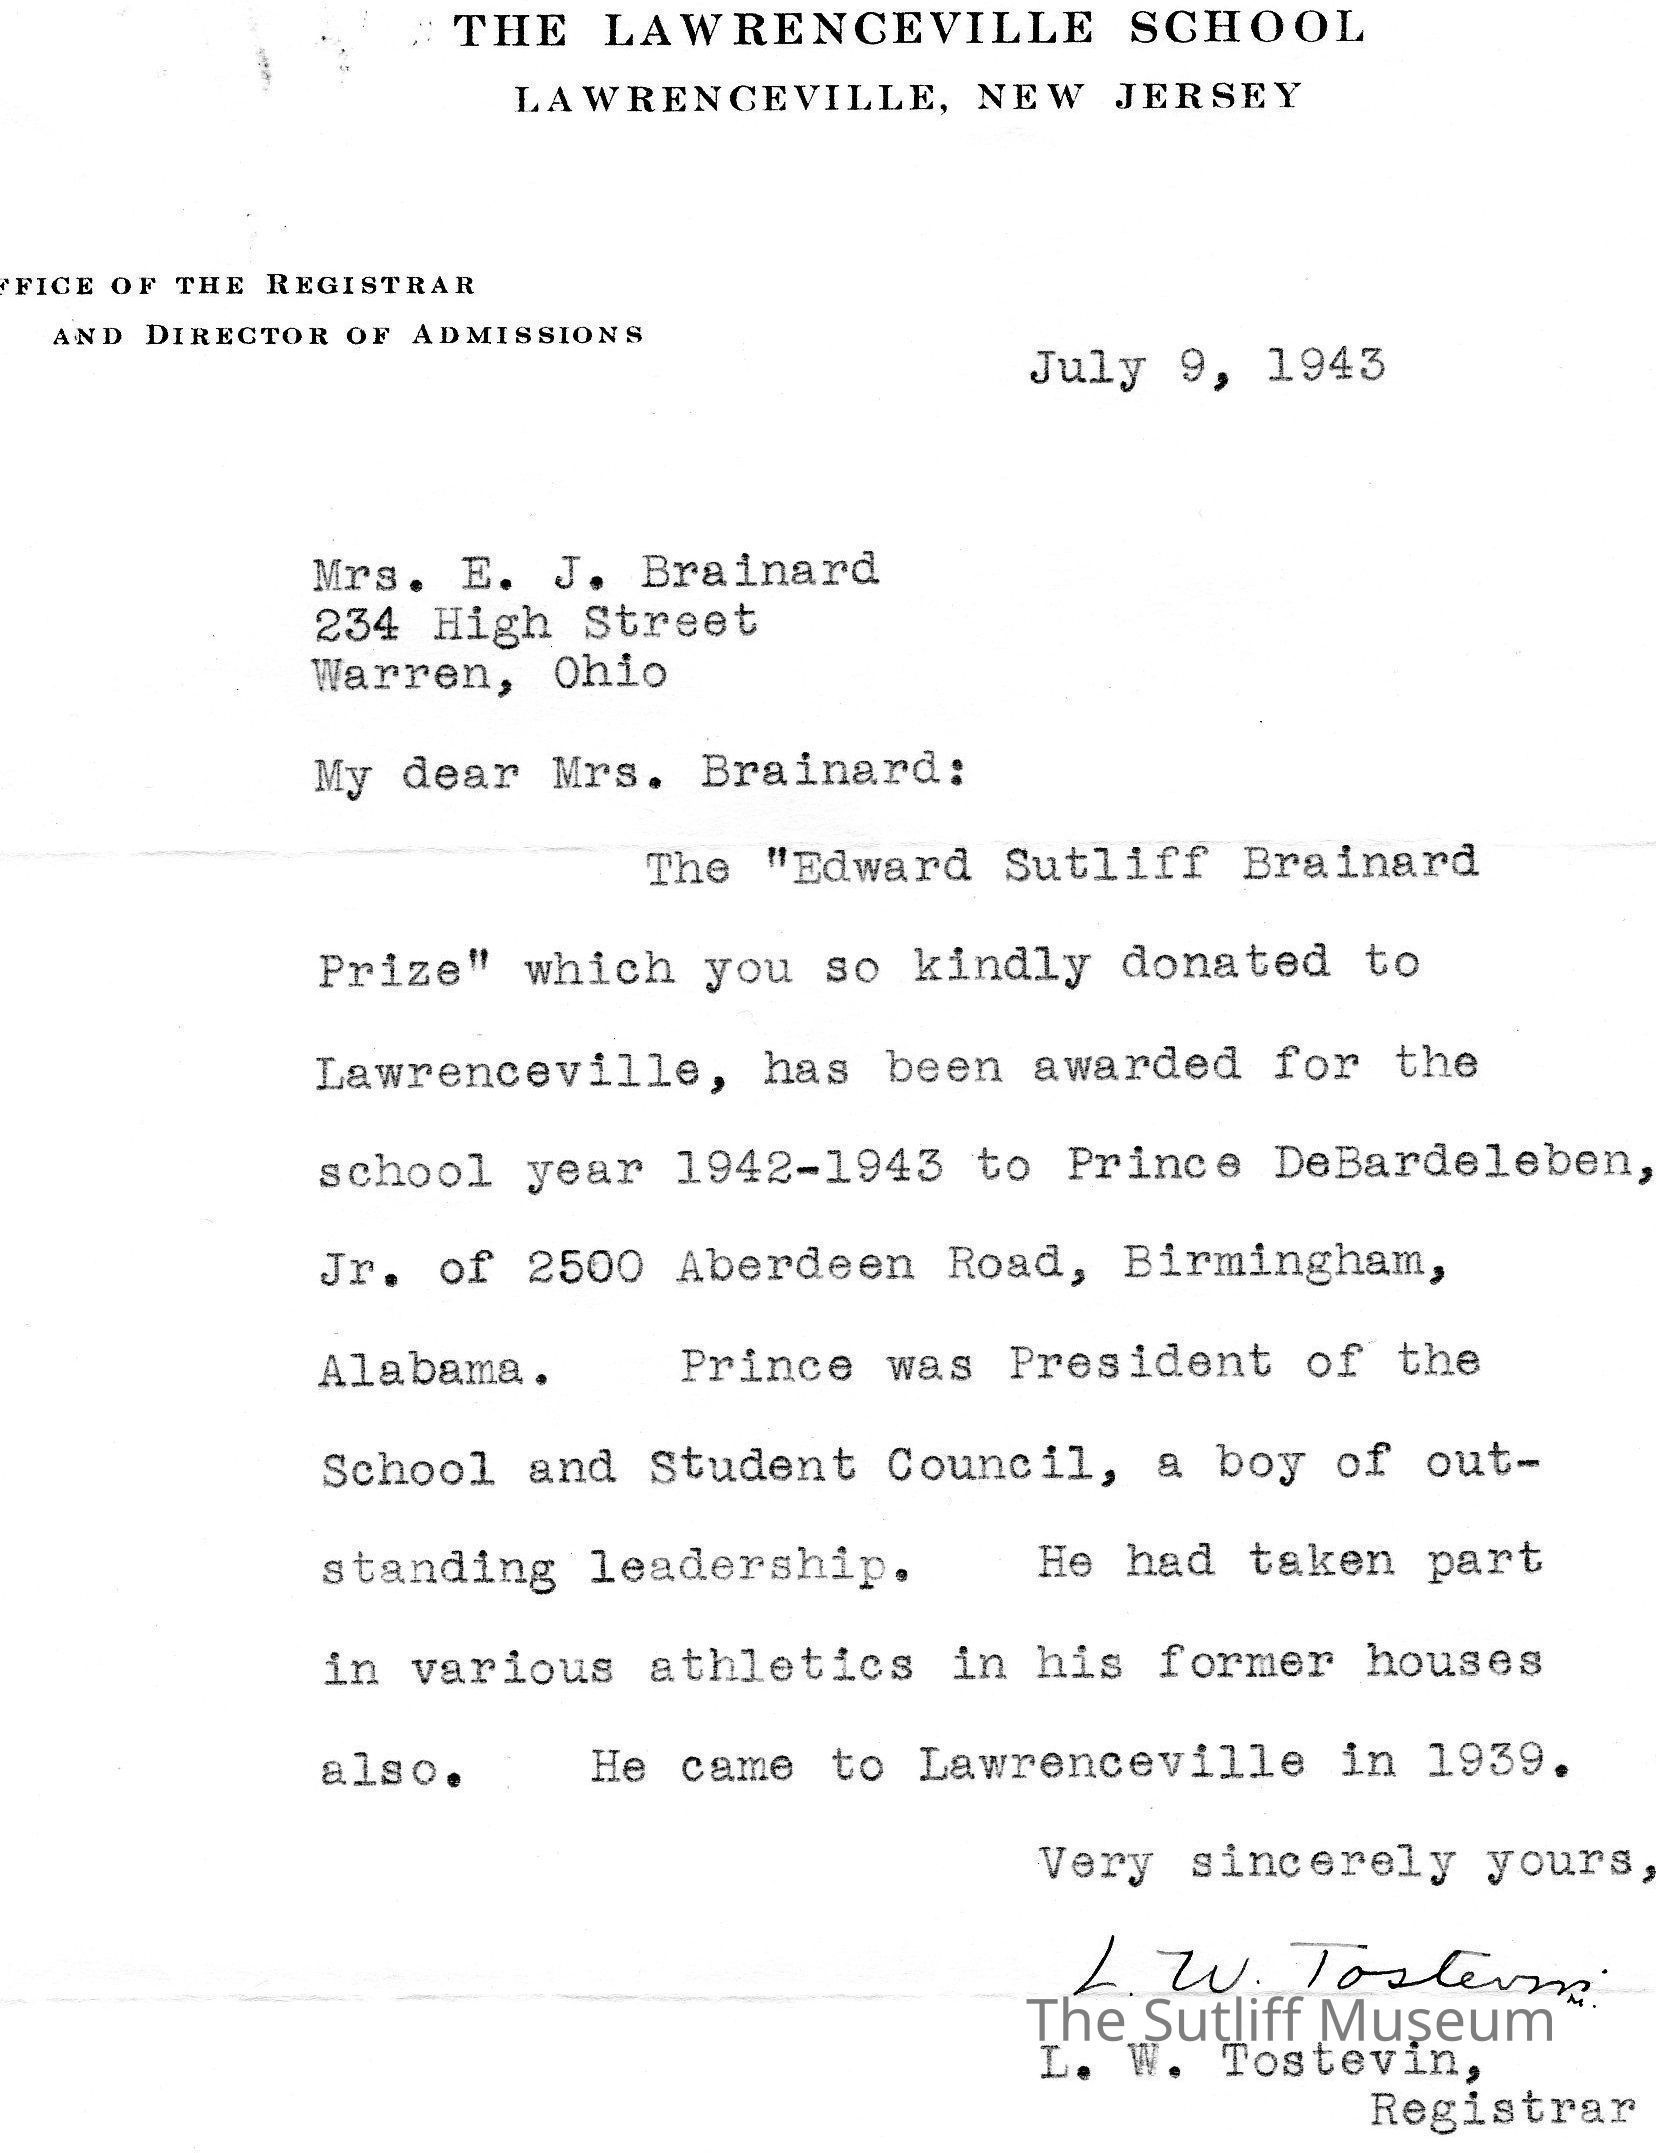 THE LAWRENCEVILLE SCHOOL
LAWRENCEVILLE, NEW JERSEY
FFICE OF THE REGISTRAR
AND DIRECTOR OF ADMISSIONS
July 9, 1943
Mrs. E. J. Brainard
234 High Street
Warren, Ohio
My dear Mrs. Brainard:
The "Edward Sutliff Brainard
Prize" which you so kindly donated to
Lawrenceville, has been awarded for the
school year 1942-1943 to Prince DeBardeleben,
Jr. of 2500 Aberdeen Road, Birmingham,
Alabama. Prince was President of the
School and Student Council, a boy of out-
standing leadership. He had taken part
in various athletics in his former houses
also. He came to Lawrenceville in 1939.
Very sincerely yours,
L. W. Tostevin
M.
The Sutliff Museum
L. W. Tostevin,
Registrar